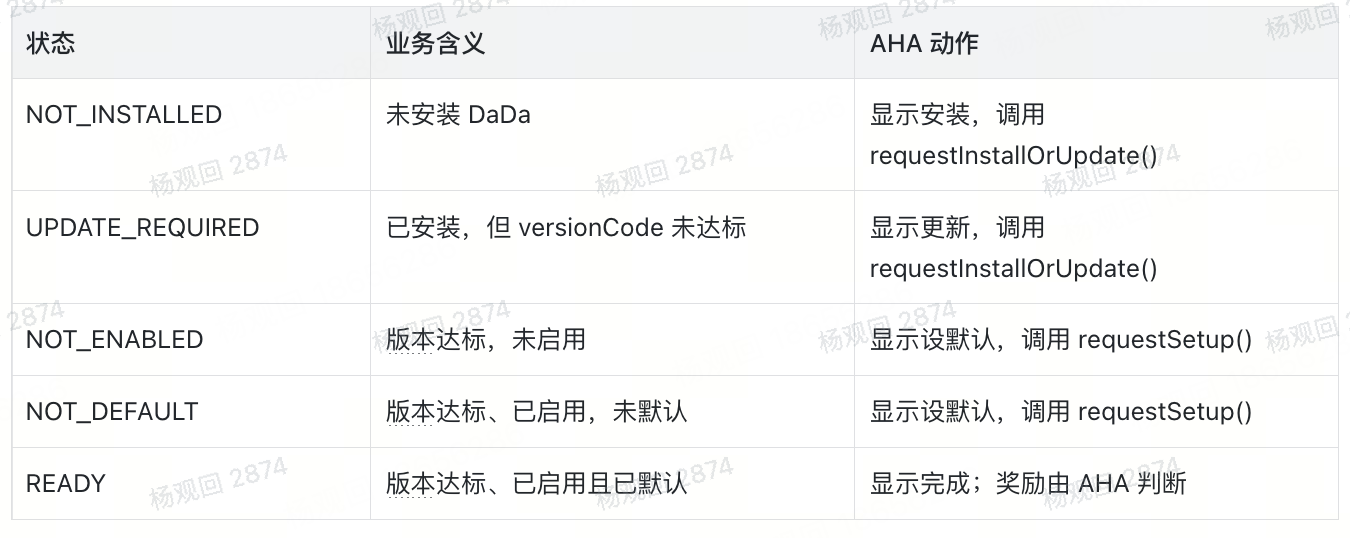 状态 业务含义 AHA 动作
NOT_INSTALLED 未安装 DaDa 显示安装，调用
requestInstallOrUpdate()
UPDATE_REQUIRED 已安装，但 versionCode 未达标 显示更新，调用
requestInstallOrUpdate()
NOT_ENABLED 版本达标，未启用 显示设默认，调用 requestSetup()
NOT_DEFAULT 版本达标、已启用，未默认 显示设默认，调用 requestSetup()
READY 版本达标、已启用且已默认 显示完成；奖励由 AHA 判断
杨观回 2874